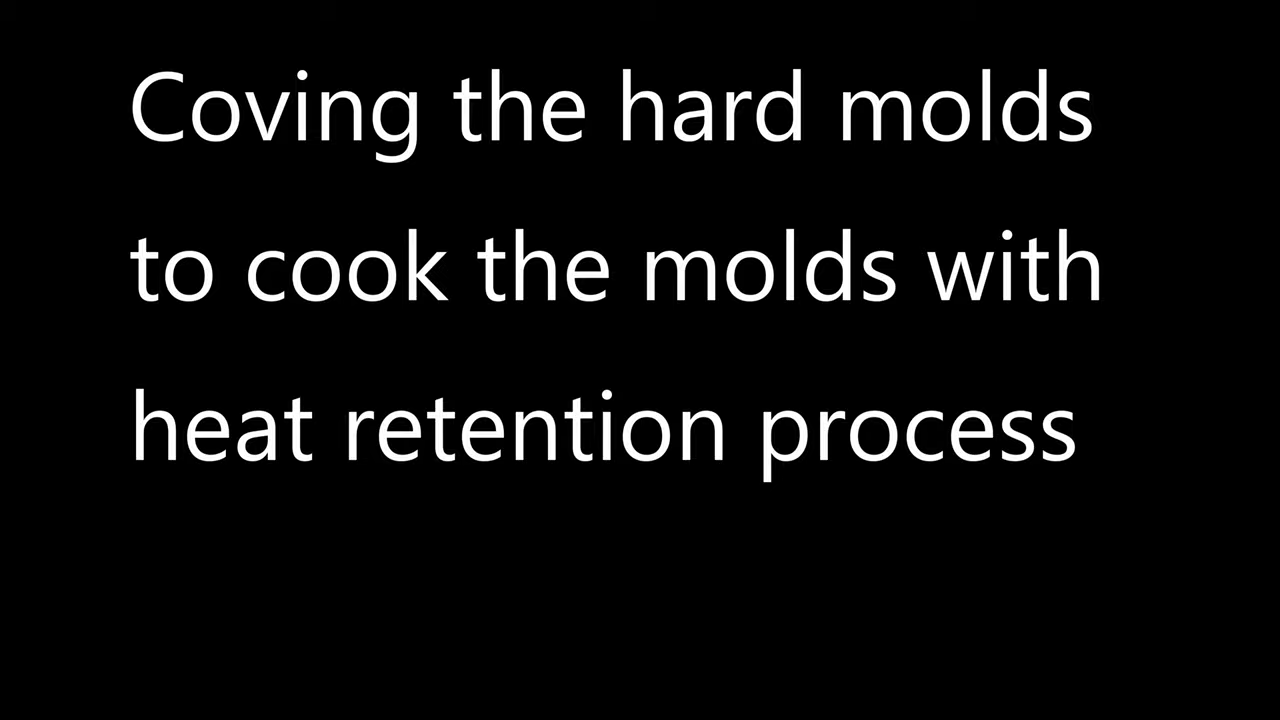 Coving the hard molds
to cook the molds with
heat retention process